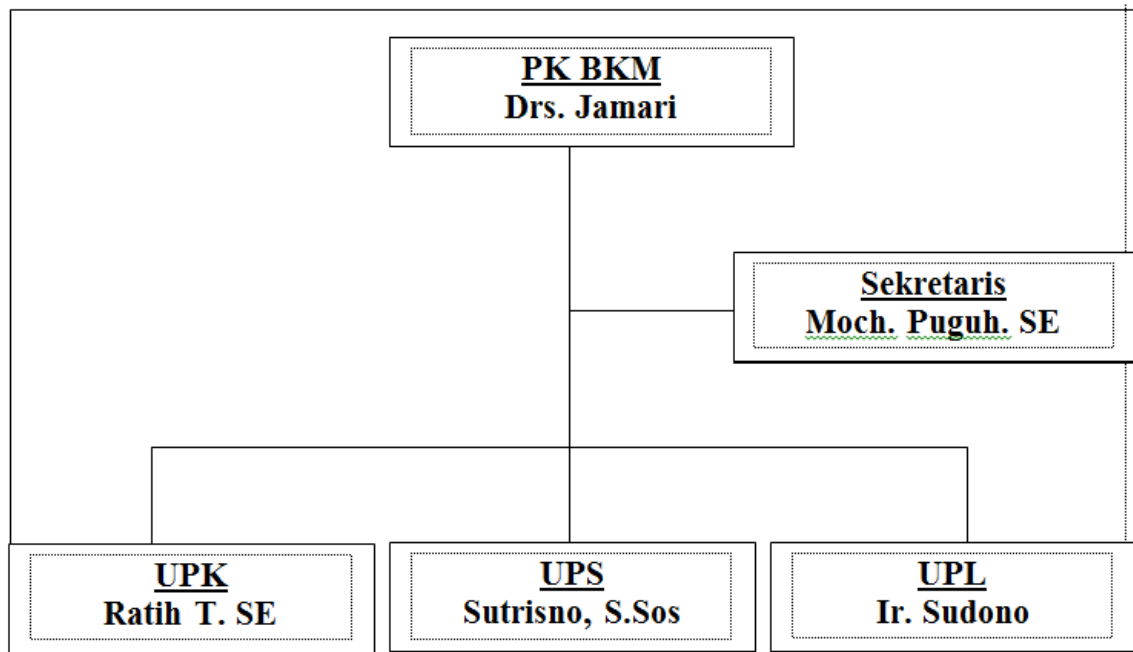 PK BKM
Drs. Jamari
Sekretaris
Moch. Puguh. SE
UPK
Ratih T. SE
UPS
Sutrisno, S.Sos
UPL
Ir. Sudono